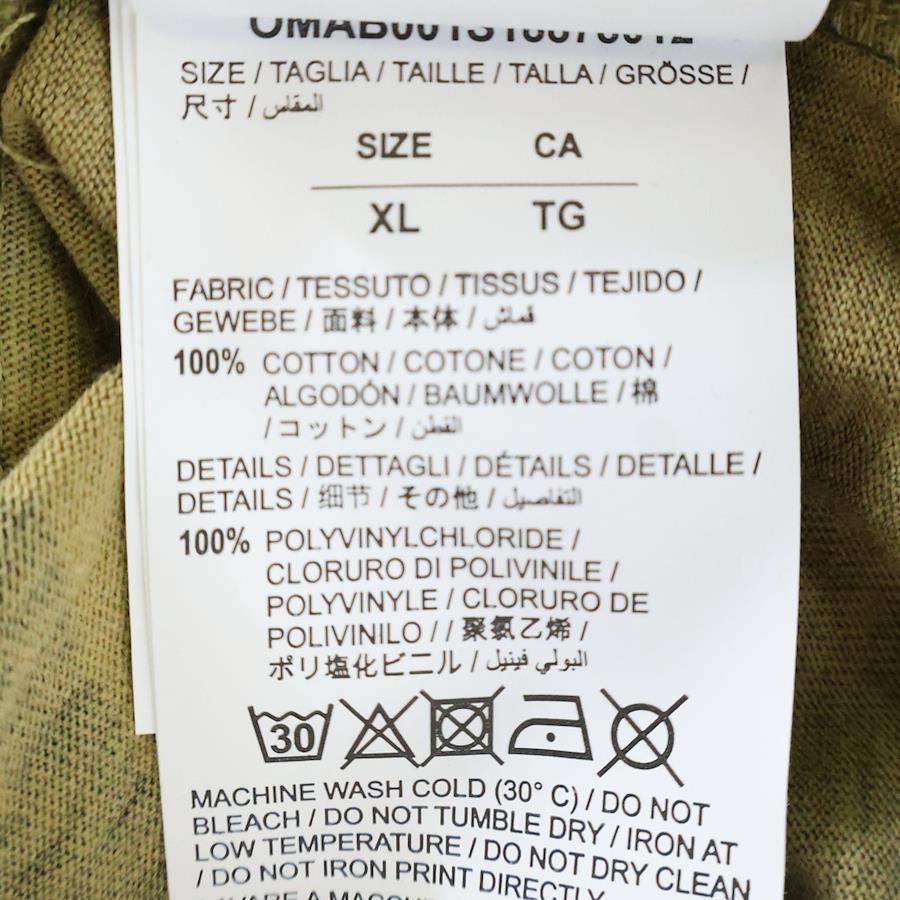 SIZE / TAGLIA / TAILLE / TALLA / GRÖSSE /
尺寸 / المقاس
SIZE CA
XL TG
FABRIC / TESSUTO / TISSUS / TEJIDO /
GEWEBE / 面料 / 本体 / قماش
100% COTTON / COTONE / COTON /
ALGODÓN / BAUMWOLLE / 棉
/ コットン / القطن
DETAILS / DETTAGLI / DÉTAILS / DETALLE /
DETAILS / 细节 / その他 / التفاصيل
100% POLYVINYLCHLORIDE /
CLORURO DI POLIVINILE /
POLYVINYLE / CLORURO DE
POLIVINILO / / 聚氯乙烯 /
ポリ塩化ビニル / البولي فينيل
30
MACHINE WASH COLD (30° C) / DO NOT
BLEACH / DO NOT TUMBLE DRY / IRON AT
LOW TEMPERATURE / DO NOT DRY CLEAN
/ DO NOT IRON PRINT DIRECTLY